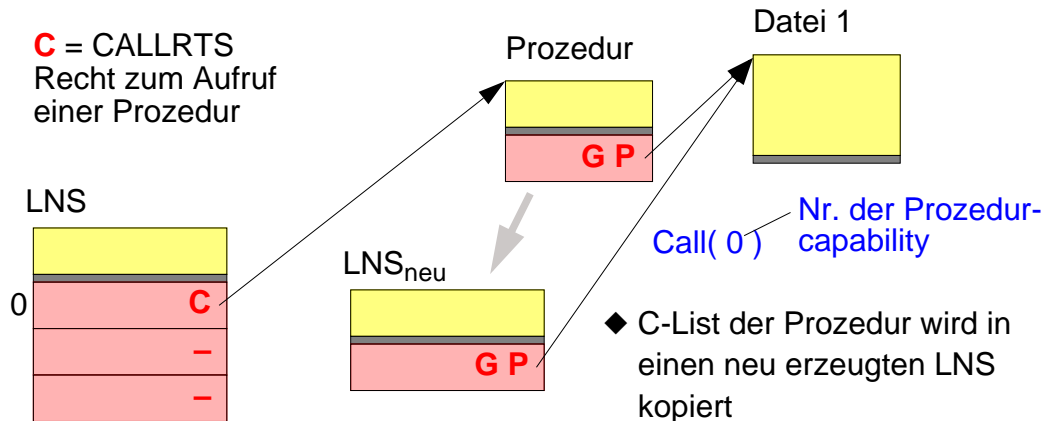 C = CALLRTS
Recht zum Aufruf
einer Prozedur
Prozedur
Datei 1
G P
LNS
Nr. der Prozedur-
capability
Call( 0 )
LNSneu
0
C
–
–
G P
◆ C-List der Prozedur wird in
einen neu erzeugten LNS
kopiert